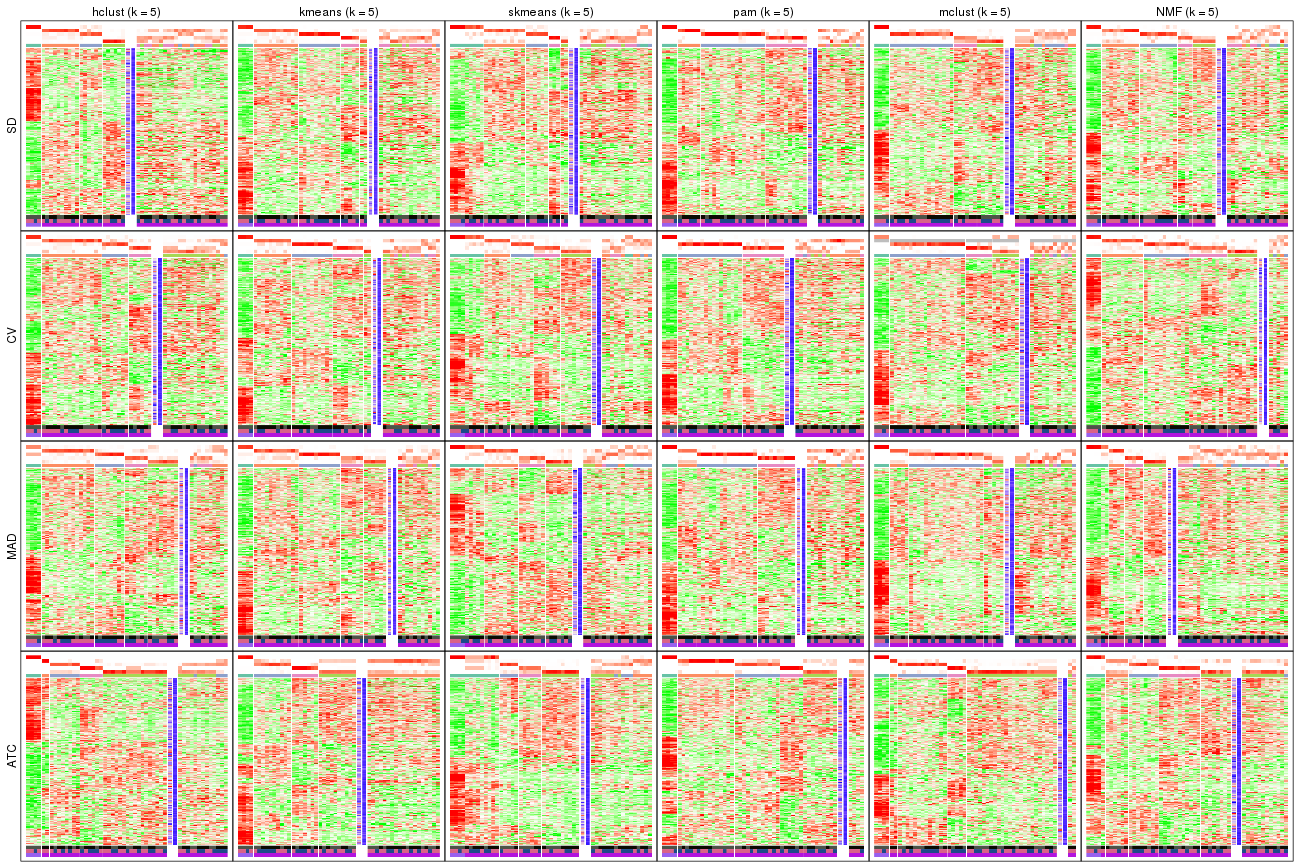 hclust (k = 5) kmeans (k = 5) skmeans (k = 5) pam (k = 5) mclust (k = 5) NMF (k = 5)
SD
CV
MAD
ATC